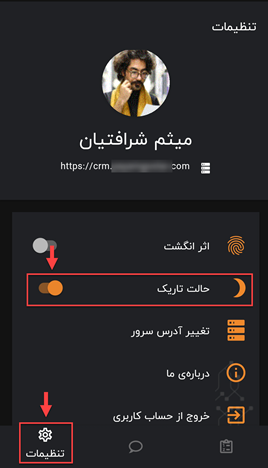 تنظیمات
میثم شرافتیان
https://crm.
com
اثر انگشت
حالت تاریک
تغییر آدرس سرور
درباره‌ی ما
خروج از حساب کاربری
تنظیمات